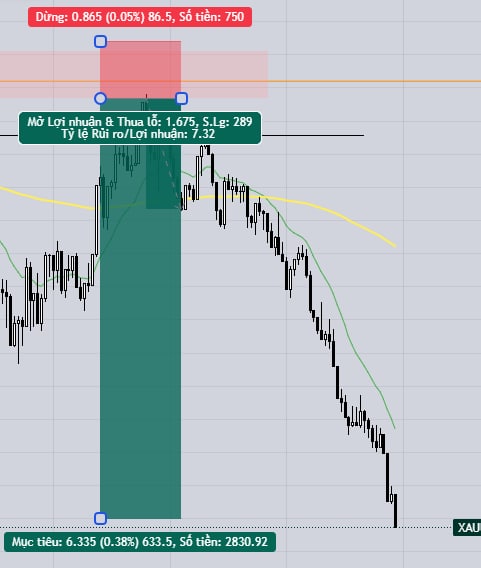 Dừng: 0.865 (0.05%) 86.5, Số tiền: 750
Mở Lợi nhuận & Thua lỗ: 1.675, S.Lg: 289
Tỷ lệ Rủi ro/Lợi nhuận: 7.32
XAU
Mục tiêu: 6.335 (0.38%) 633.5, Số tiền: 2830.92